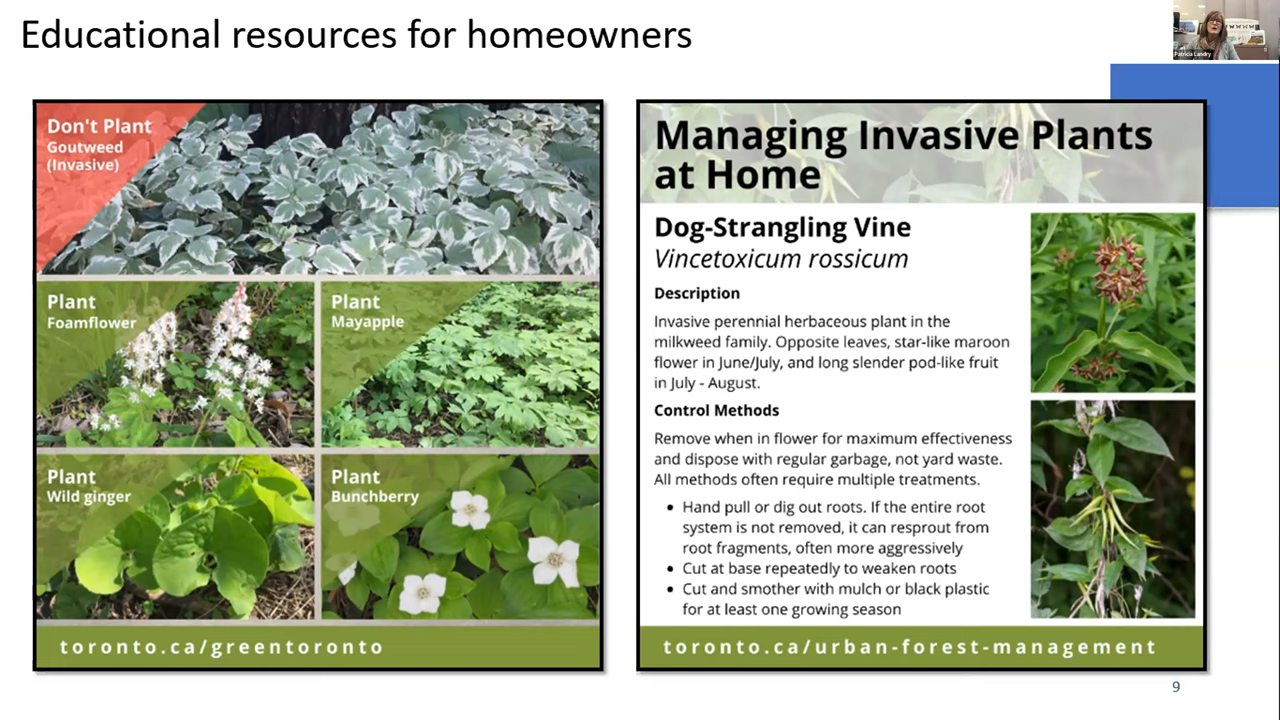 Educational resources for homeowners
Patricia Landry
Don't Plant
Goutweed
(Invasive)
Plant
Foamflower
Plant
Mayapple
Plant
Wild ginger
Plant
Bunchberry
toronto.ca/greentoronto
Managing Invasive Plants
at Home
Dog-Strangling Vine
Vincetoxicum rossicum
Description
Invasive perennial herbaceous plant in the
milkweed family. Opposite leaves, star-like maroon
flower in June/July, and long slender pod-like fruit
in July - August.
Control Methods
Remove when in flower for maximum effectiveness
and dispose with regular garbage, not yard waste.
All methods often require multiple treatments.
• Hand pull or dig out roots. If the entire root
system is not removed, it can resprout from
root fragments, often more aggressively
• Cut at base repeatedly to weaken roots
• Cut and smother with mulch or black plastic
for at least one growing season
toronto.ca/urban-forest-management
9